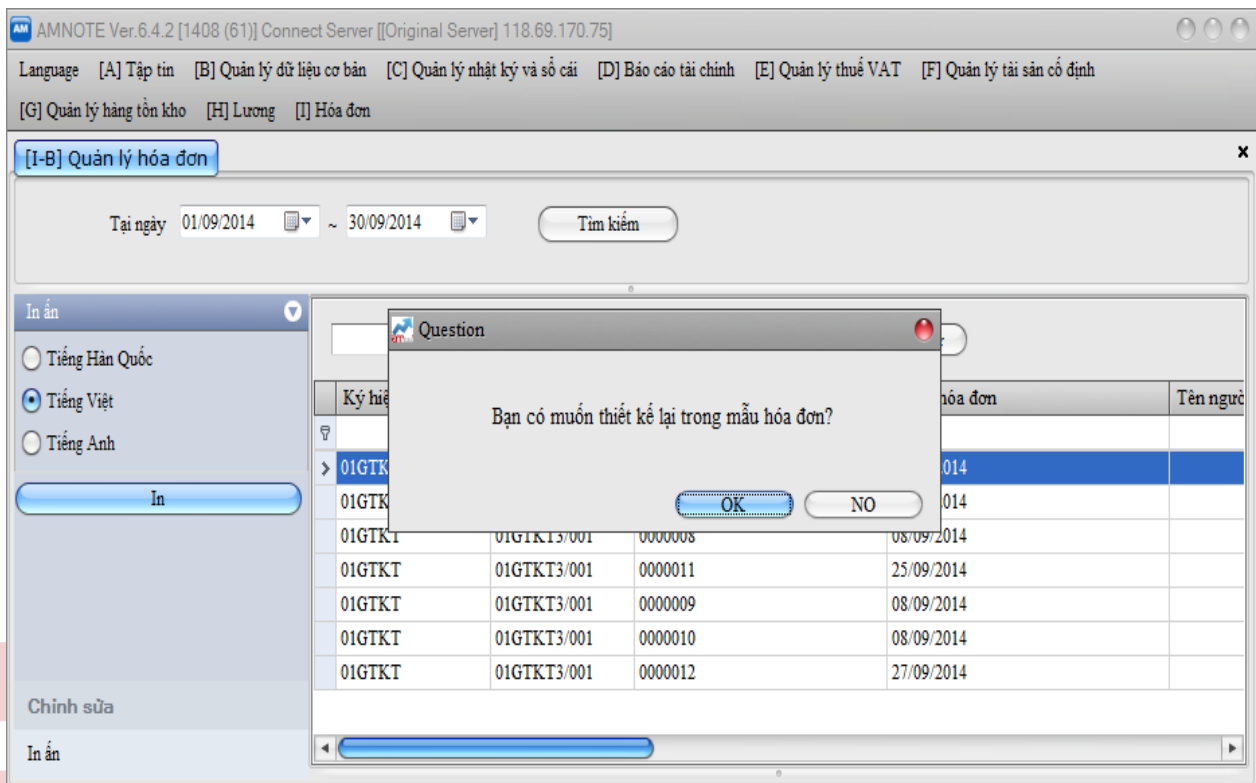 AMNOTE Ver.6.4.2 [1408 (61)] Connect Server [[Original Server] 118.69.170.75]
Language [A] Tập tin [B] Quản lý dữ liệu cơ bản [C] Quản lý nhật ký và sổ cái [D] Báo cáo tài chính [E] Quản lý thuế VAT [F] Quản lý tài sản cố định
[G] Quản lý hàng tồn kho [H] Lương [I] Hóa đơn
[I-B] Quản lý hóa đơn
Tại ngày 01/09/2014 ~ 30/09/2014 Tìm kiếm
In ấn
Tiếng Hàn Quốc
Tiếng Việt
Tiếng Anh
In
Chỉnh sửa
In ấn
Question
Bạn có muốn thiết kế lại trong mẫu hóa đơn?
OK NO
Ký hiệ hóa đơn Tên ngườ
01GTK 014
01GTK 014
01GTKT 01GTKT3/001 0000008 08/09/2014
01GTKT 01GTKT3/001 0000011 25/09/2014
01GTKT 01GTKT3/001 0000009 08/09/2014
01GTKT 01GTKT3/001 0000010 08/09/2014
01GTKT 01GTKT3/001 0000012 27/09/2014